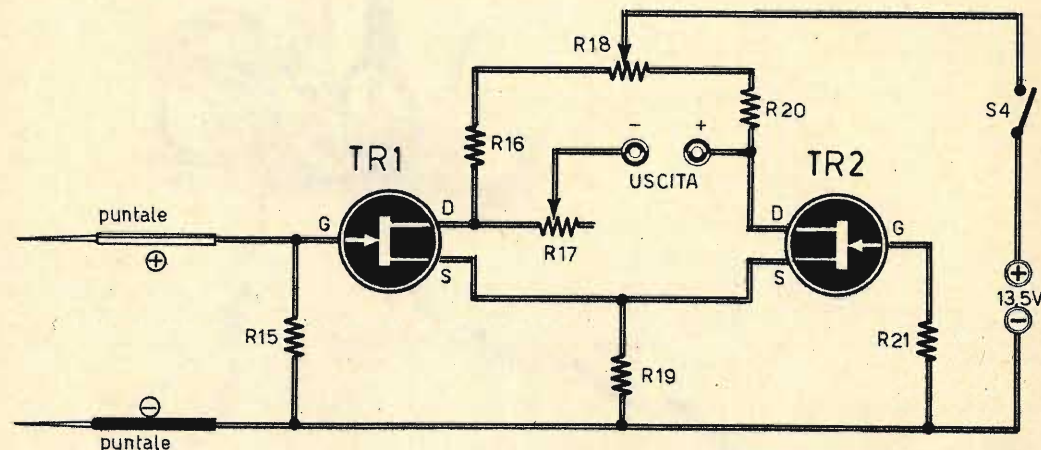 R18
S4
R20
R16
- +
USCITA
TR1
TR2
puntale
⊕
G
D
S
R17
D
G
S
+
13,5V
−
R15
R19
R21
⊖
puntale